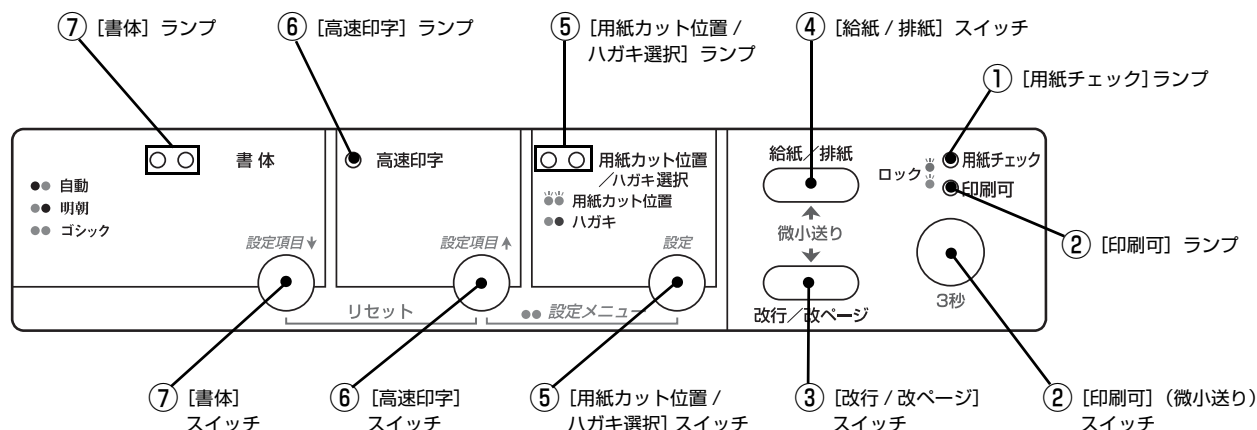 ⑦ [書体] ランプ
⑥ [高速印字] ランプ
⑤ [用紙カット位置 /
ハガキ選択] ランプ
④ [給紙 / 排紙] スイッチ
① [用紙チェック] ランプ
書体
●● 自動
●● 明朝
●● ゴシック
設定項目↓
高速印字
設定項目↑
用紙カット位置
／ハガキ選択
用紙カット位置
●● ハガキ
設定
リセット
●● 設定メニュー
給紙／排紙
↑
微小送り
↓
改行／改ページ
ロック
用紙チェック
印刷可
3秒
② [印刷可] ランプ
⑦ [書体]
スイッチ
⑥ [高速印字]
スイッチ
⑤ [用紙カット位置 /
ハガキ選択] スイッチ
③ [改行 / 改ページ]
スイッチ
② [印刷可] (微小送り)
スイッチ